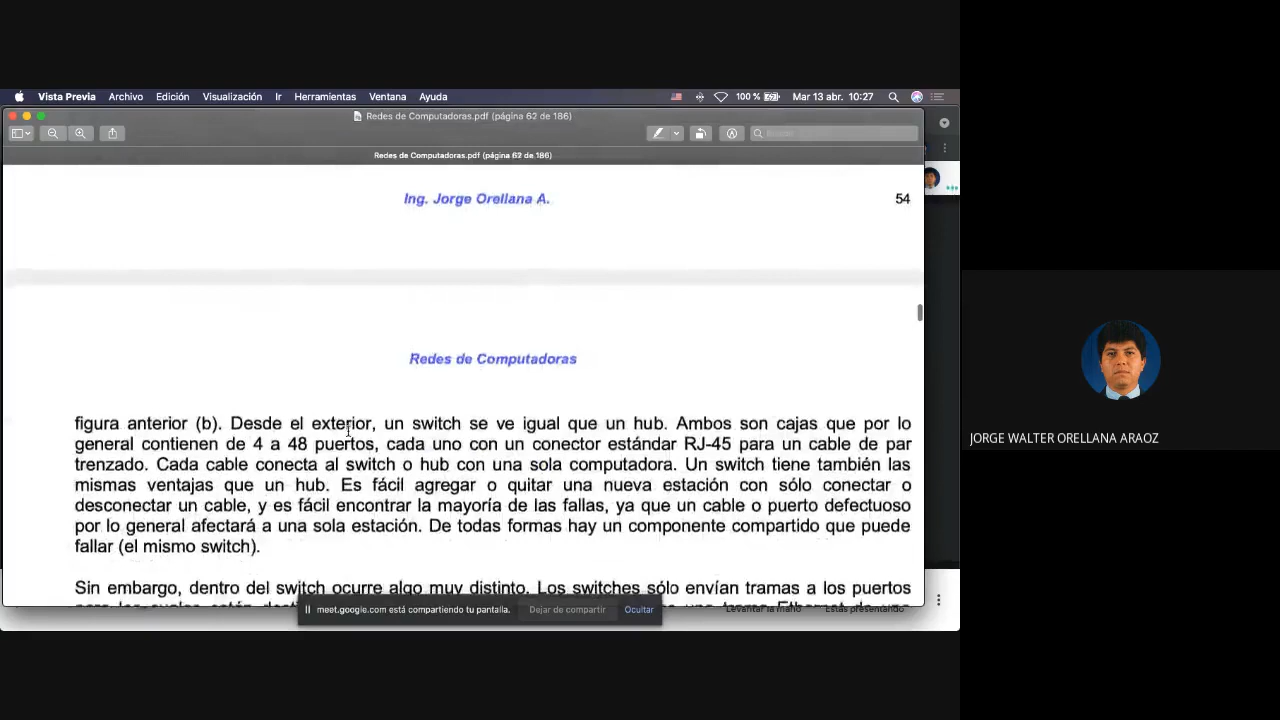 Vista Previa Archivo Edición Visualización Ir Herramientas Ventana Ayuda 100 % Mar 13 abr. 10:27
Redes de Computadoras.pdf (página 62 de 186)
Redes de Computadoras.pdf (página 62 de 186)
Ing. Jorge Orellana A. 54
Redes de Computadoras
figura anterior (b). Desde el exterior, un switch se ve igual que un hub. Ambos son cajas que por lo
general contienen de 4 a 48 puertos, cada uno con un conector estándar RJ-45 para un cable de par
trenzado. Cada cable conecta al switch o hub con una sola computadora. Un switch tiene también las
mismas ventajas que un hub. Es fácil agregar o quitar una nueva estación con sólo conectar o
desconectar un cable, y es fácil encontrar la mayoría de las fallas, ya que un cable o puerto defectuoso
por lo general afectará a una sola estación. De todas formas hay un componente compartido que puede
fallar (el mismo switch).
Sin embargo, dentro del switch ocurre algo muy distinto. Los switches sólo envían tramas a los puertos
meet.google.com está compartiendo tu pantalla. Dejar de compartir Ocultar
JORGE WALTER ORELLANA ARAOZ